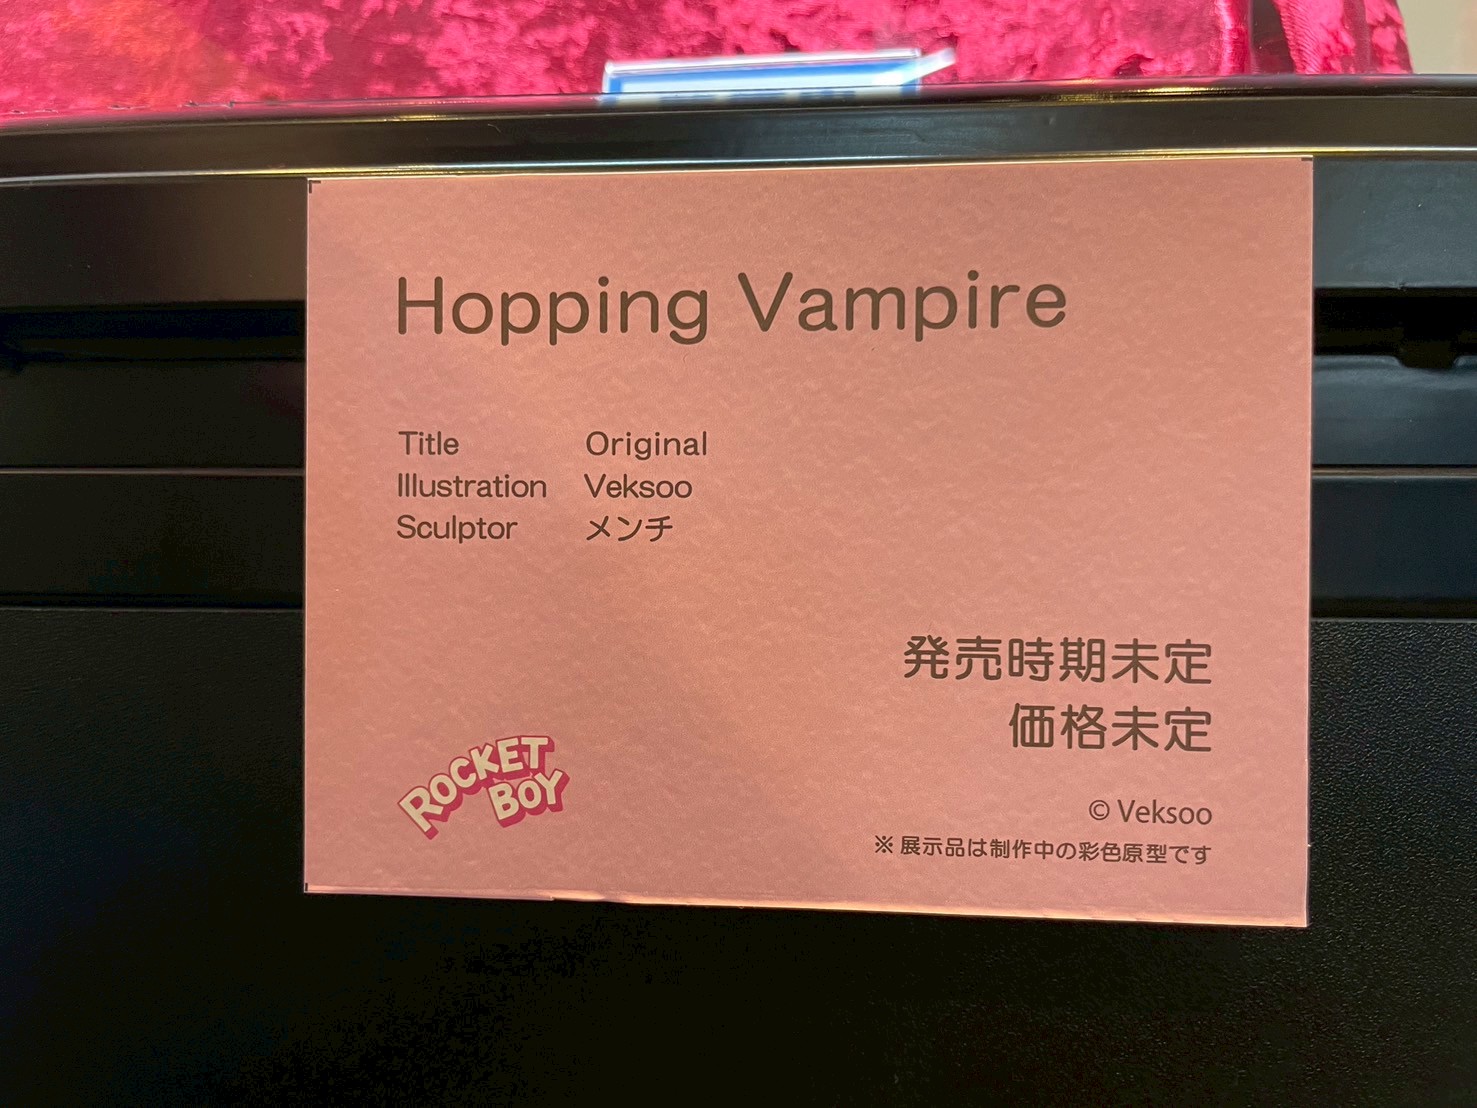 Hopping Vampire
Title Original
Illustration Veksoo
Sculptor メンチ
発売時期未定
価格未定
ROCKET
BOY
© Veksoo
※ 展示品は制作中の彩色原型です